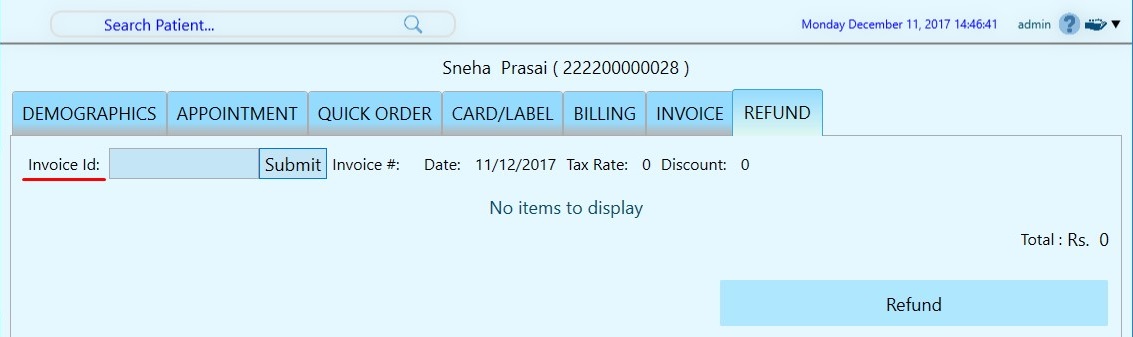 Search Patient... Monday December 11, 2017 14:46:41 admin ?
Sneha Prasai ( 222200000028 )
DEMOGRAPHICS APPOINTMENT QUICK ORDER CARD/LABEL BILLING INVOICE REFUND
Invoice Id: Submit Invoice #: Date: 11/12/2017 Tax Rate: 0 Discount: 0
No items to display
Total : Rs. 0
Refund